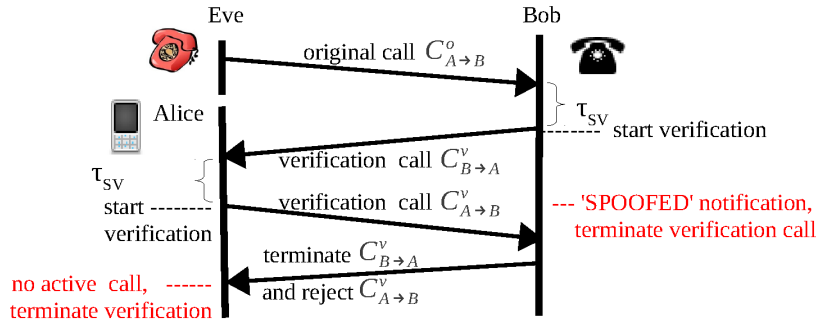 Eve
Bob
original call C^o_{A→B}
Alice
τ_SV
start verification
verification call C^v_{B→A}
τ_SV
verification call C^v_{A→B}
start
verification
--- 'SPOOFED' notification,
terminate verification call
terminate C^v_{B→A}
and reject C^v_{A→B}
no active call,
terminate verification